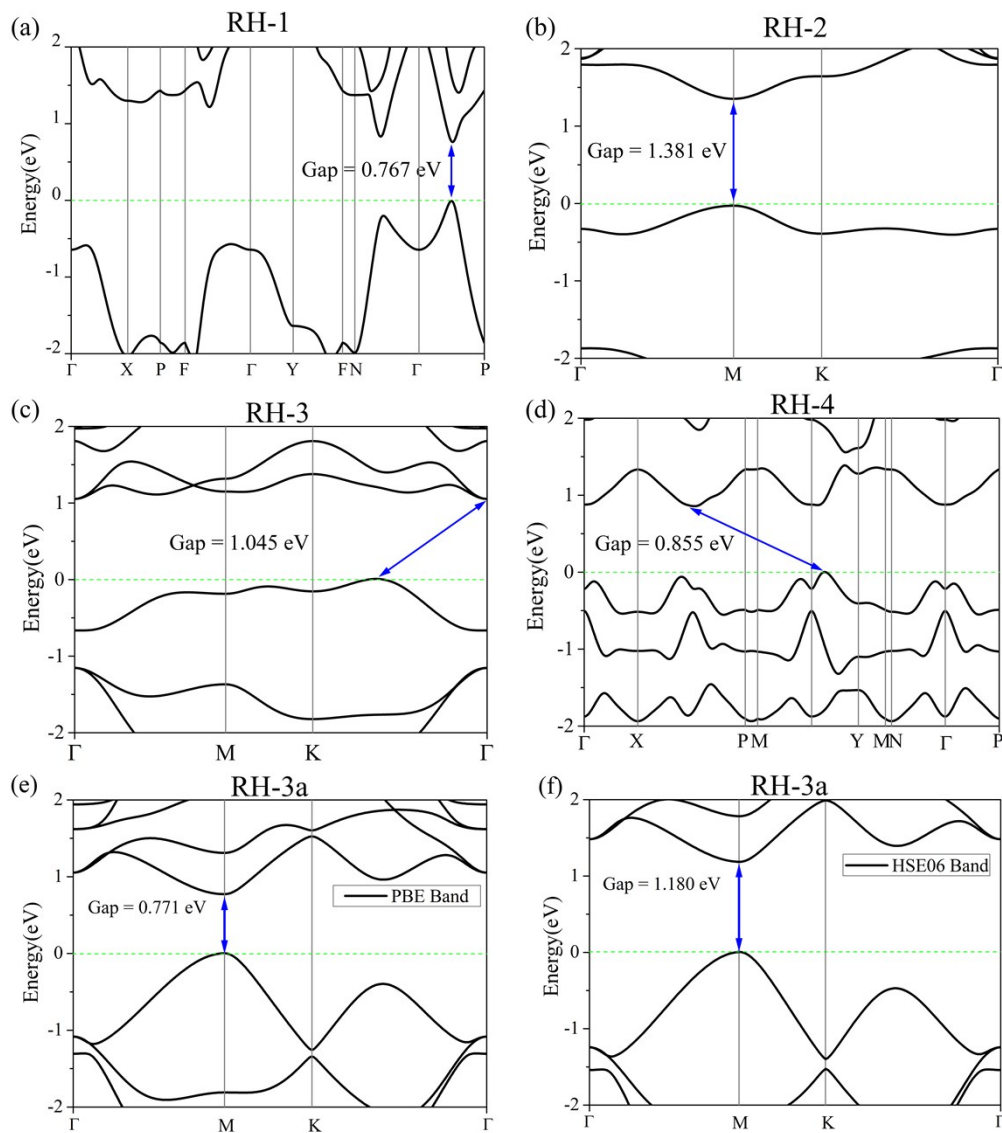 (a) RH-1
2
1
0
-1
-2
Energy(eV)
Gap = 0.767 eV
Γ X P F Γ Y F N Γ P
(b) RH-2
2
1
0
-1
-2
Energy(eV)
Gap = 1.381 eV
Γ M K Γ
(c) RH-3
2
1
0
-1
-2
Energy(eV)
Gap = 1.045 eV
Γ M K Γ
(d) RH-4
2
1
0
-1
-2
Energy(eV)
Gap = 0.855 eV
Γ X P M Y M N Γ P
(e) RH-3a
2
1
0
-1
-2
Energy(eV)
Gap = 0.771 eV
PBE Band
Γ M K Γ
(f) RH-3a
2
1
0
-1
-2
Energy(eV)
Gap = 1.180 eV
HSE06 Band
Γ M K Γ